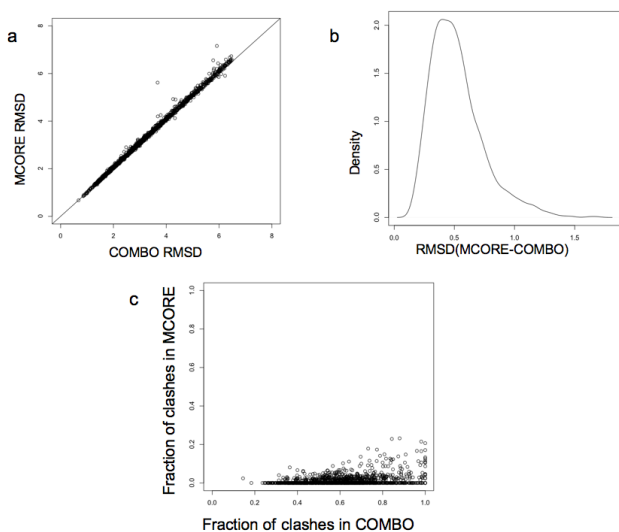 a
8
6
4
2
0
MCORE RMSD
0 2 4 6 8
COMBO RMSD
b
2.0
1.5
1.0
0.5
0.0
Density
0.0 0.5 1.0 1.5
RMSD(MCORE-COMBO)
c
1.0
0.8
0.6
0.4
0.2
0.0
Fraction of clashes in MCORE
0.0 0.2 0.4 0.6 0.8 1.0
Fraction of clashes in COMBO